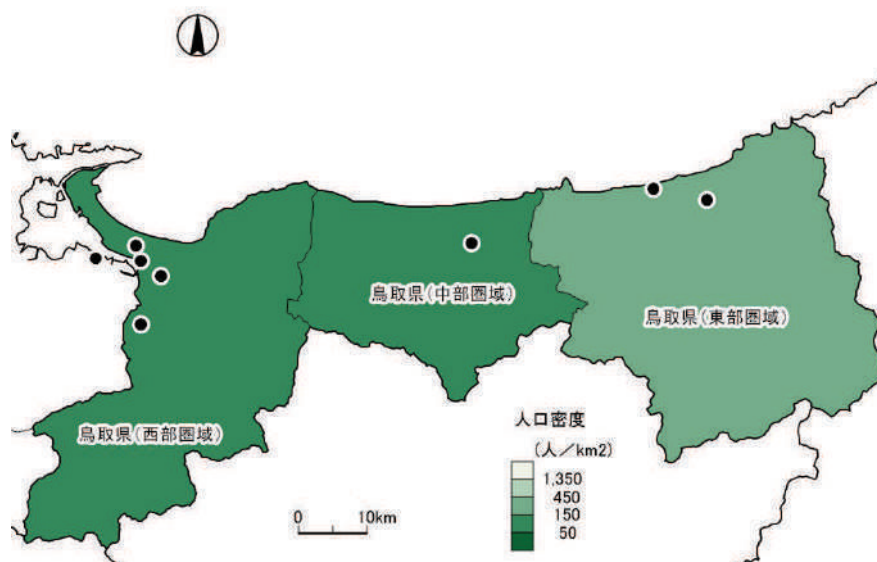 鳥取県(中部圏域)
鳥取県(東部圏域)
鳥取県(西部圏域)
人口密度
(人/km2)
1,350
450
150
50
0 10km